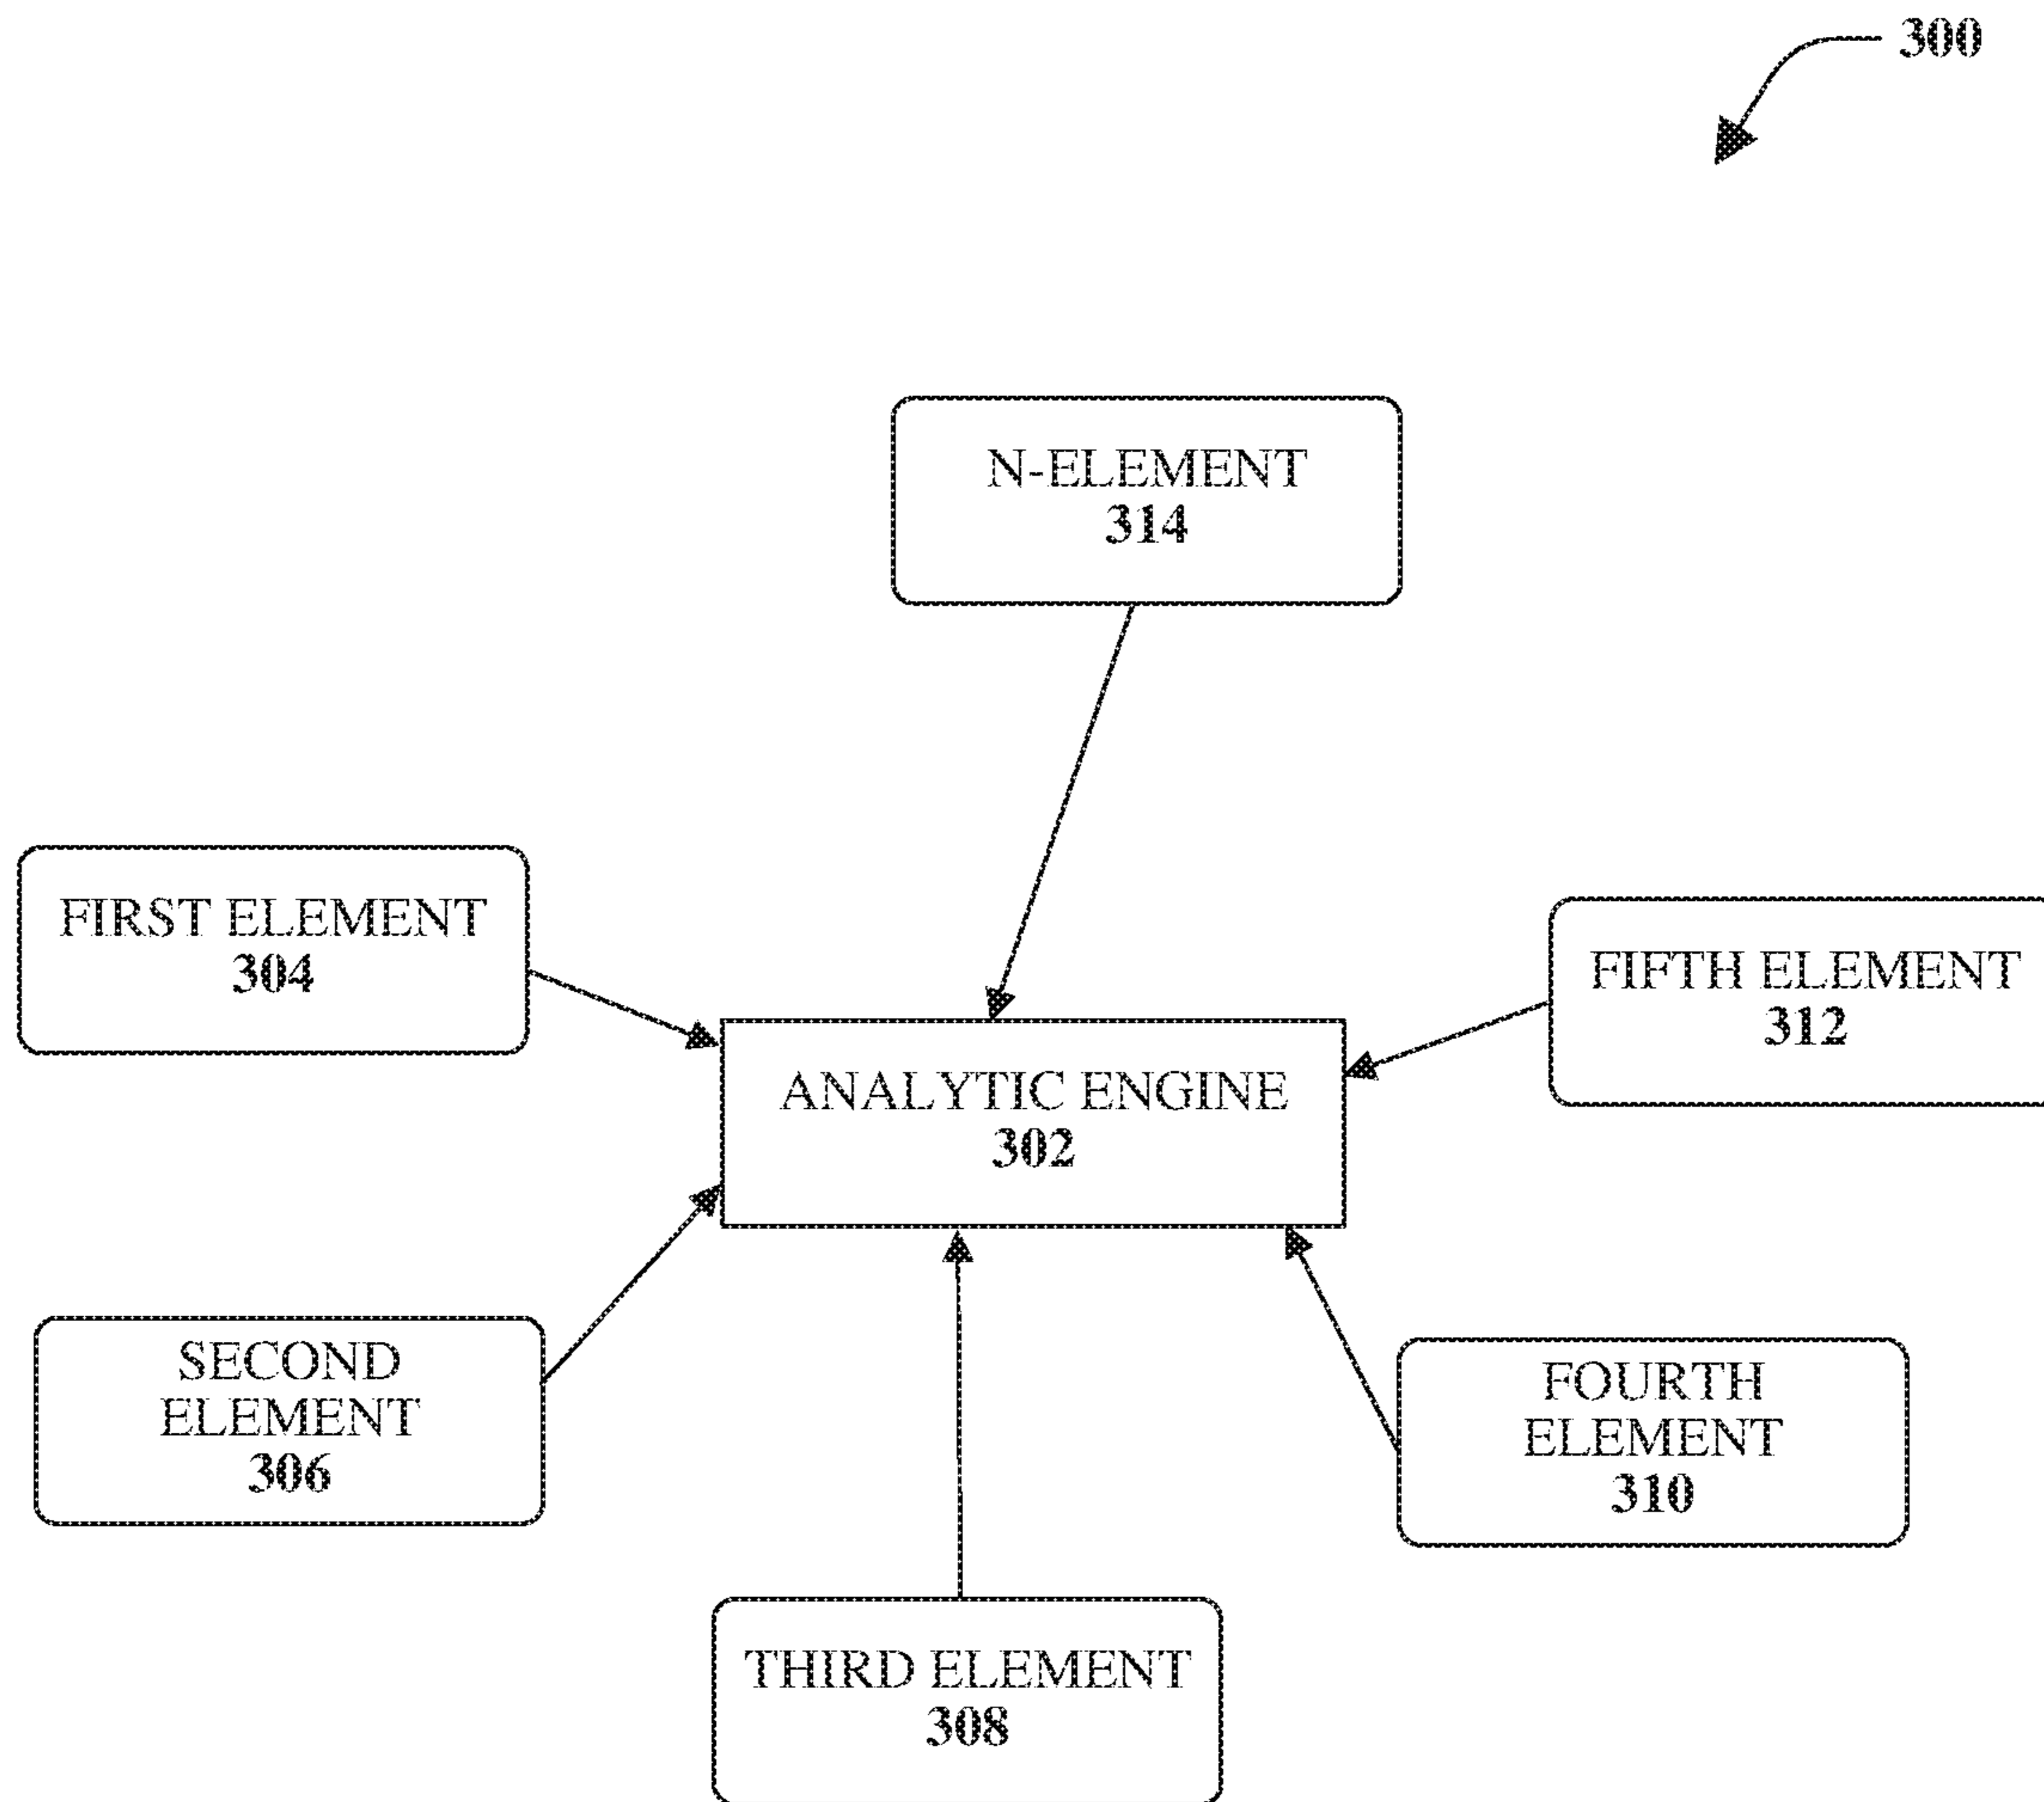 300
N-ELEMENT
314
FIRST ELEMENT
304
FIFTH ELEMENT
312
ANALYTIC ENGINE
302
SECOND
ELEMENT
306
FOURTH
ELEMENT
310
THIRD ELEMENT
308